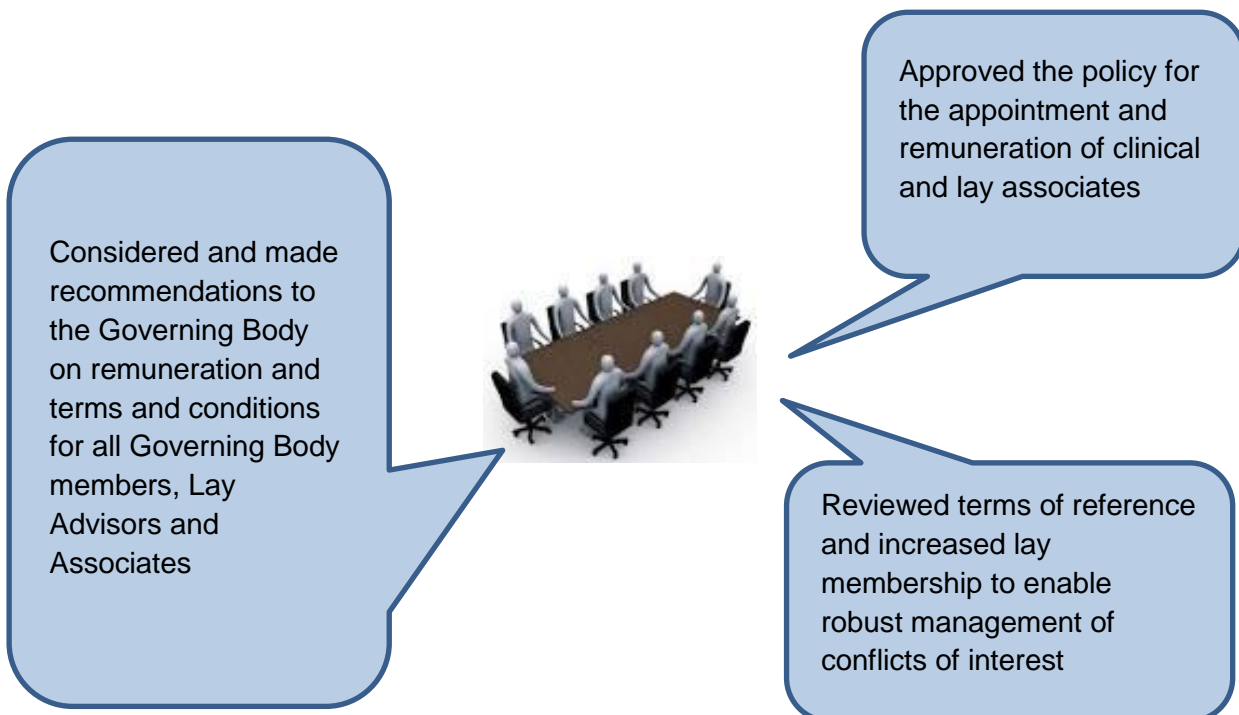 Considered and made
recommendations to
the Governing Body
on remuneration and
terms and conditions
for all Governing Body
members, Lay
Advisors and
Associates
Approved the policy for
the appointment and
remuneration of clinical
and lay associates
Reviewed terms of reference
and increased lay
membership to enable
robust management of
conflicts of interest